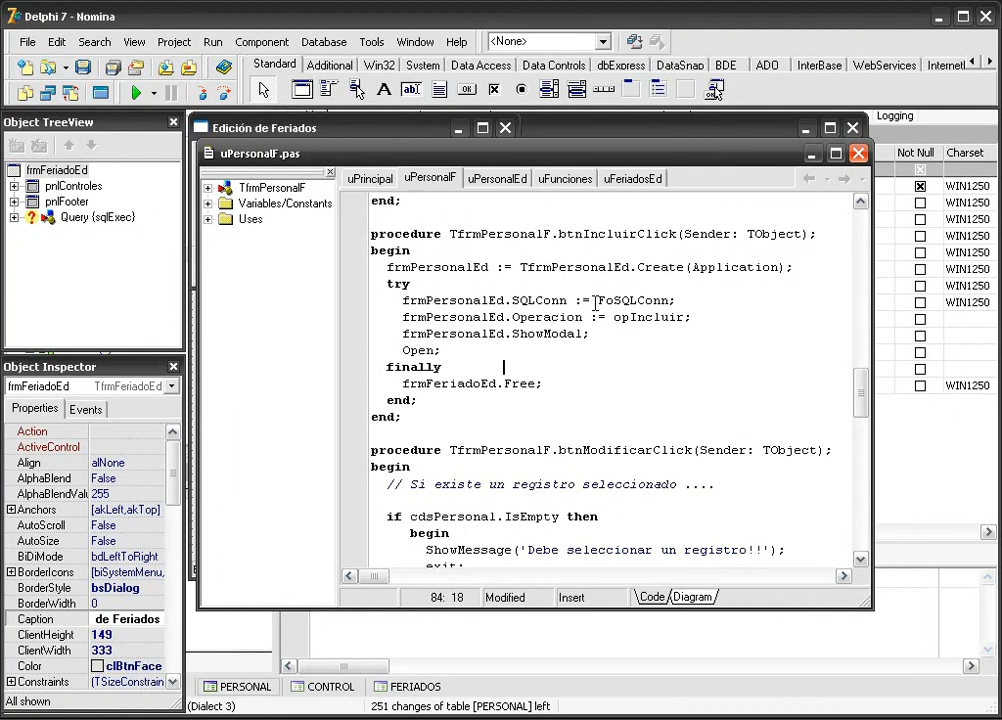 Delphi 7 - Nomina
File Edit Search View Project Run Component Database Tools Window Help <None>
Standard Additional Win32 System Data Access Data Controls dbExpress DataSnap BDE ADO InterBase WebServices InternetE
Object TreeView
frmFeriadoEd
pnlControles
pnlFooter
Query {sqlExec}
Object Inspector
frmFeriadoEd TfrmFeriadoEd
Properties Events
Action
ActiveControl
Align alNone
AlphaBlend False
AlphaBlendValu 255
Anchors [akLeft,akTop]
AutoScroll False
AutoSize False
BiDiMode bdLeftToRight
BorderIcons [biSystemMenu,
BorderStyle bsDialog
BorderWidth 0
Caption de Feriados
ClientHeight 149
ClientWidth 333
Color clBtnFace
Constraints (TSizeConstrain
All shown
Edición de Feriados
uPersonalF.pas
TfrmPersonalF
Variables/Constants
Uses
uPrincipal uPersonalF uPersonalEd uFunciones uFeriadosEd
end;
procedure TfrmPersonalF.btnIncluirClick(Sender: TObject);
begin
frmPersonalEd := TfrmPersonalEd.Create(Application);
try
frmPersonalEd.SQLConn := FoSQLConn;
frmPersonalEd.Operacion := opIncluir;
frmPersonalEd.ShowModal;
Open;
finally
frmFeriadoEd.Free;
end;
end;
procedure TfrmPersonalF.btnModificarClick(Sender: TObject);
begin
// Si existe un registro seleccionado ....
if cdsPersonal.IsEmpty then
begin
ShowMessage('Debe seleccionar un registro!!');
exit;
84: 18 Modified Insert Code Diagram
Logging
Not Null Charset
WIN1250
WIN1250
WIN1250
WIN1250
WIN1250
WIN1250
WIN1250
WIN1250
WIN1250
PERSONAL CONTROL FERIADOS
(Dialect 3) 251 changes of table [PERSONAL] left